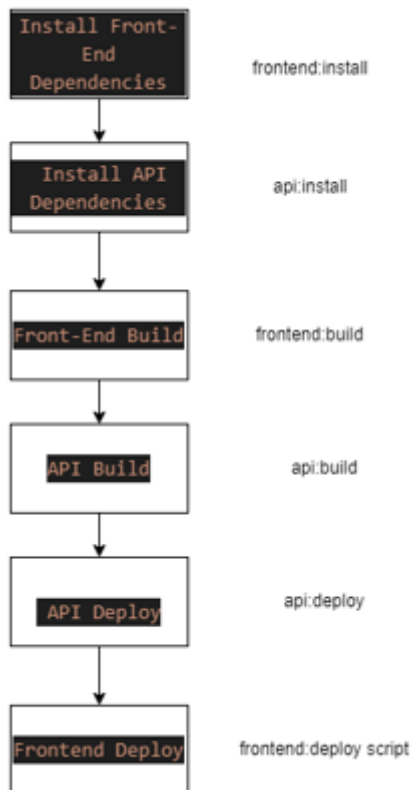 Install Front-
End
Dependencies
frontend:install
Install API
Dependencies
api:install
Front-End Build
frontend:build
API Build
api:build
API Deploy
api:deploy
Frontend Deploy
frontend:deploy script